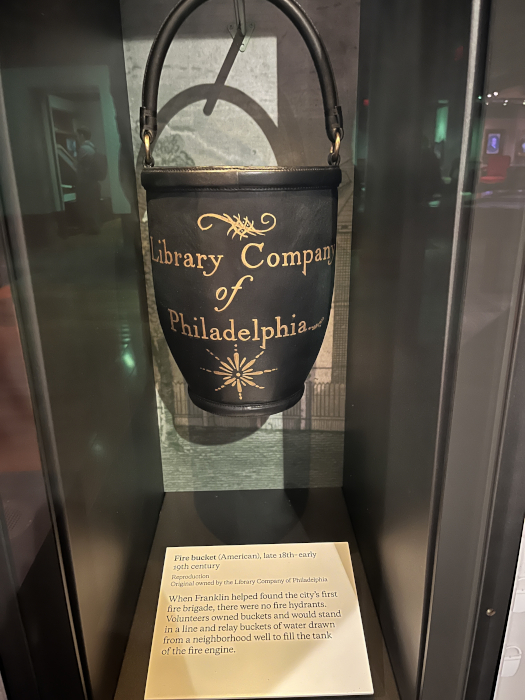 Library Company
of
Philadelphia
Fire bucket (American), late 18th–early
19th century
Reproduction
Original owned by the Library Company of Philadelphia
When Franklin helped found the city's first
fire brigade, there were no fire hydrants.
Volunteers owned buckets and would stand
in a line and relay buckets of water drawn
from a neighborhood well to fill the tank
of the fire engine.